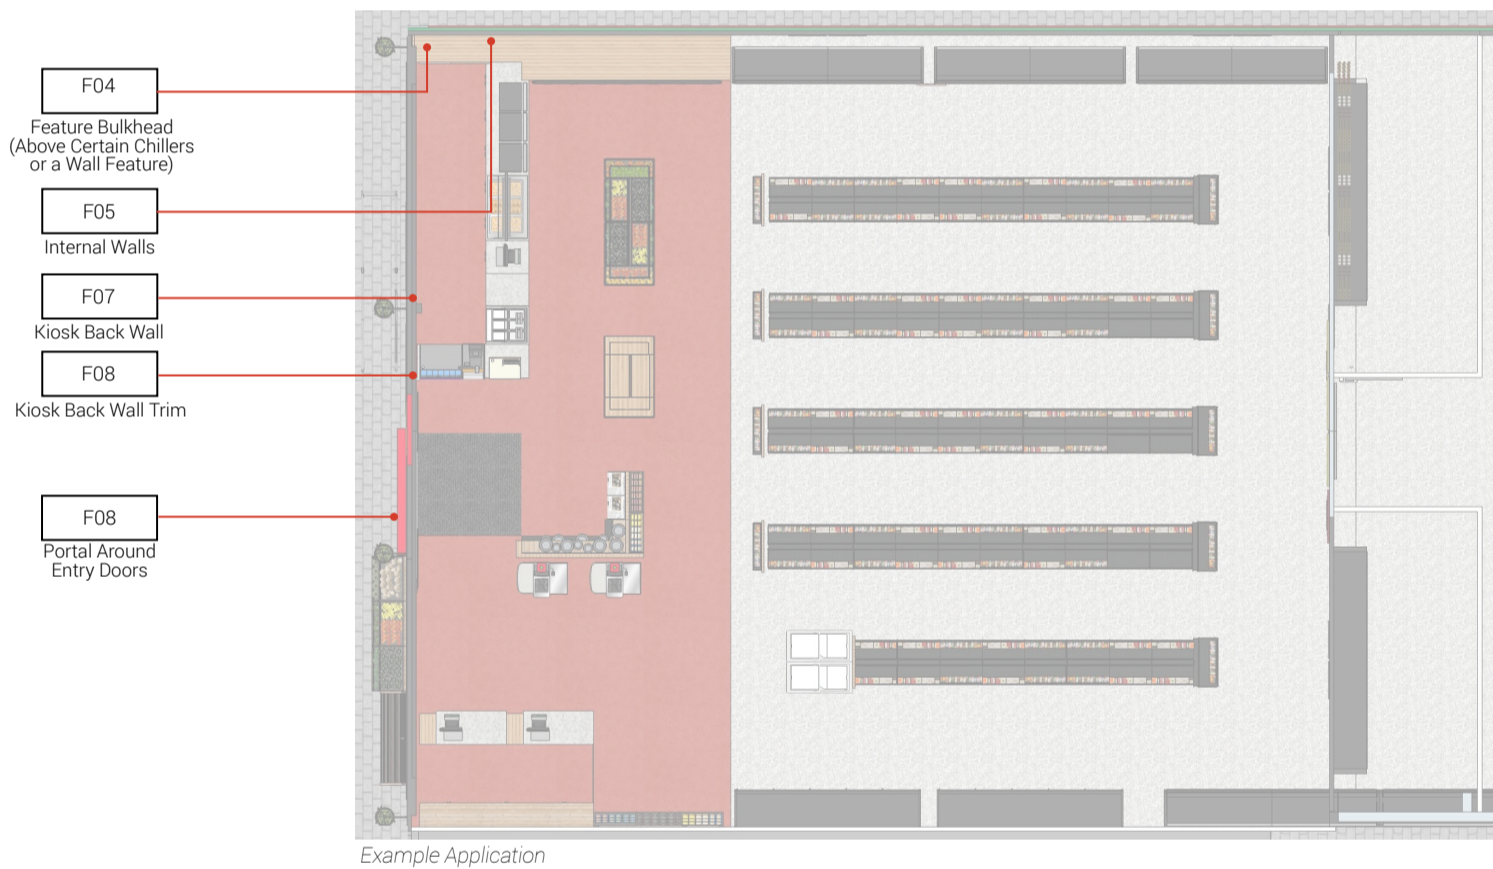 F04
Feature Bulkhead
(Above Certain Chillers
or a Wall Feature)
F05
Internal Walls
F07
Kiosk Back Wall
F08
Kiosk Back Wall Trim
F08
Portal Around
Entry Doors
Example Application